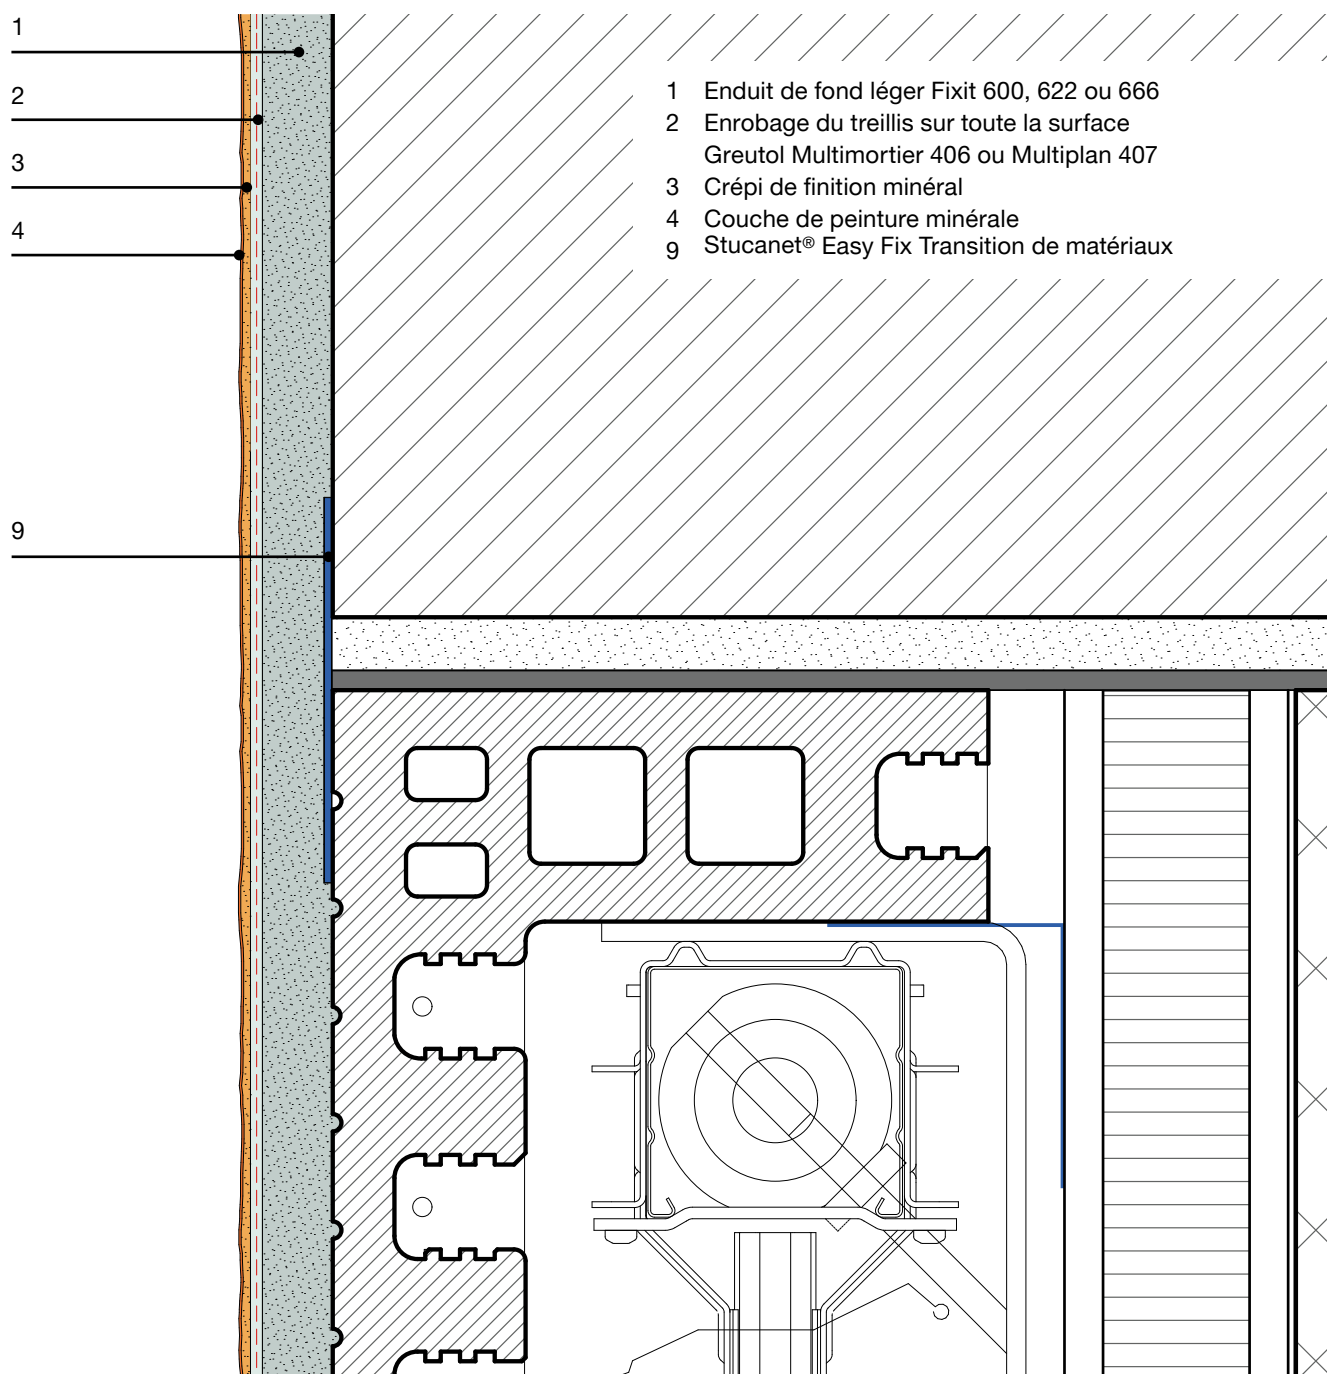 1
2
3
4
9
1 Enduit de fond léger Fixit 600, 622 ou 666
2 Enrobage du treillis sur toute la surface
Greutol Multimortier 406 ou Multiplan 407
3 Crépi de finition minéral
4 Couche de peinture minérale
9 Stucanet® Easy Fix Transition de matériaux